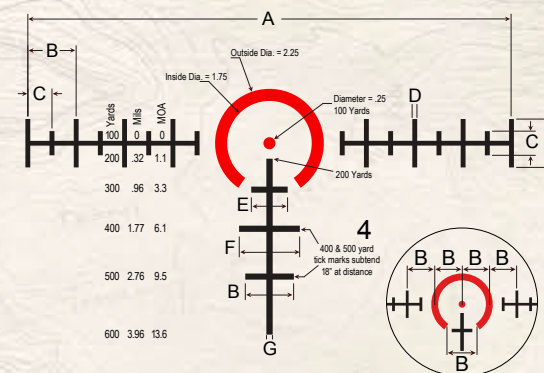 A
B
Outside Dia. = 2.25
Inside Dia. = 1.75
C
Diameter = .25
100 Yards
D
Yards Mils MOA
100 0 0
200 .32 1.1
C
200 Yards
300 .96 3.3
E
400 1.77 6.1
F
4
400 & 500 yard
tick marks subtend
18" at distance
B B B B
500 2.76 9.5
B
600 3.96 13.6
G
B